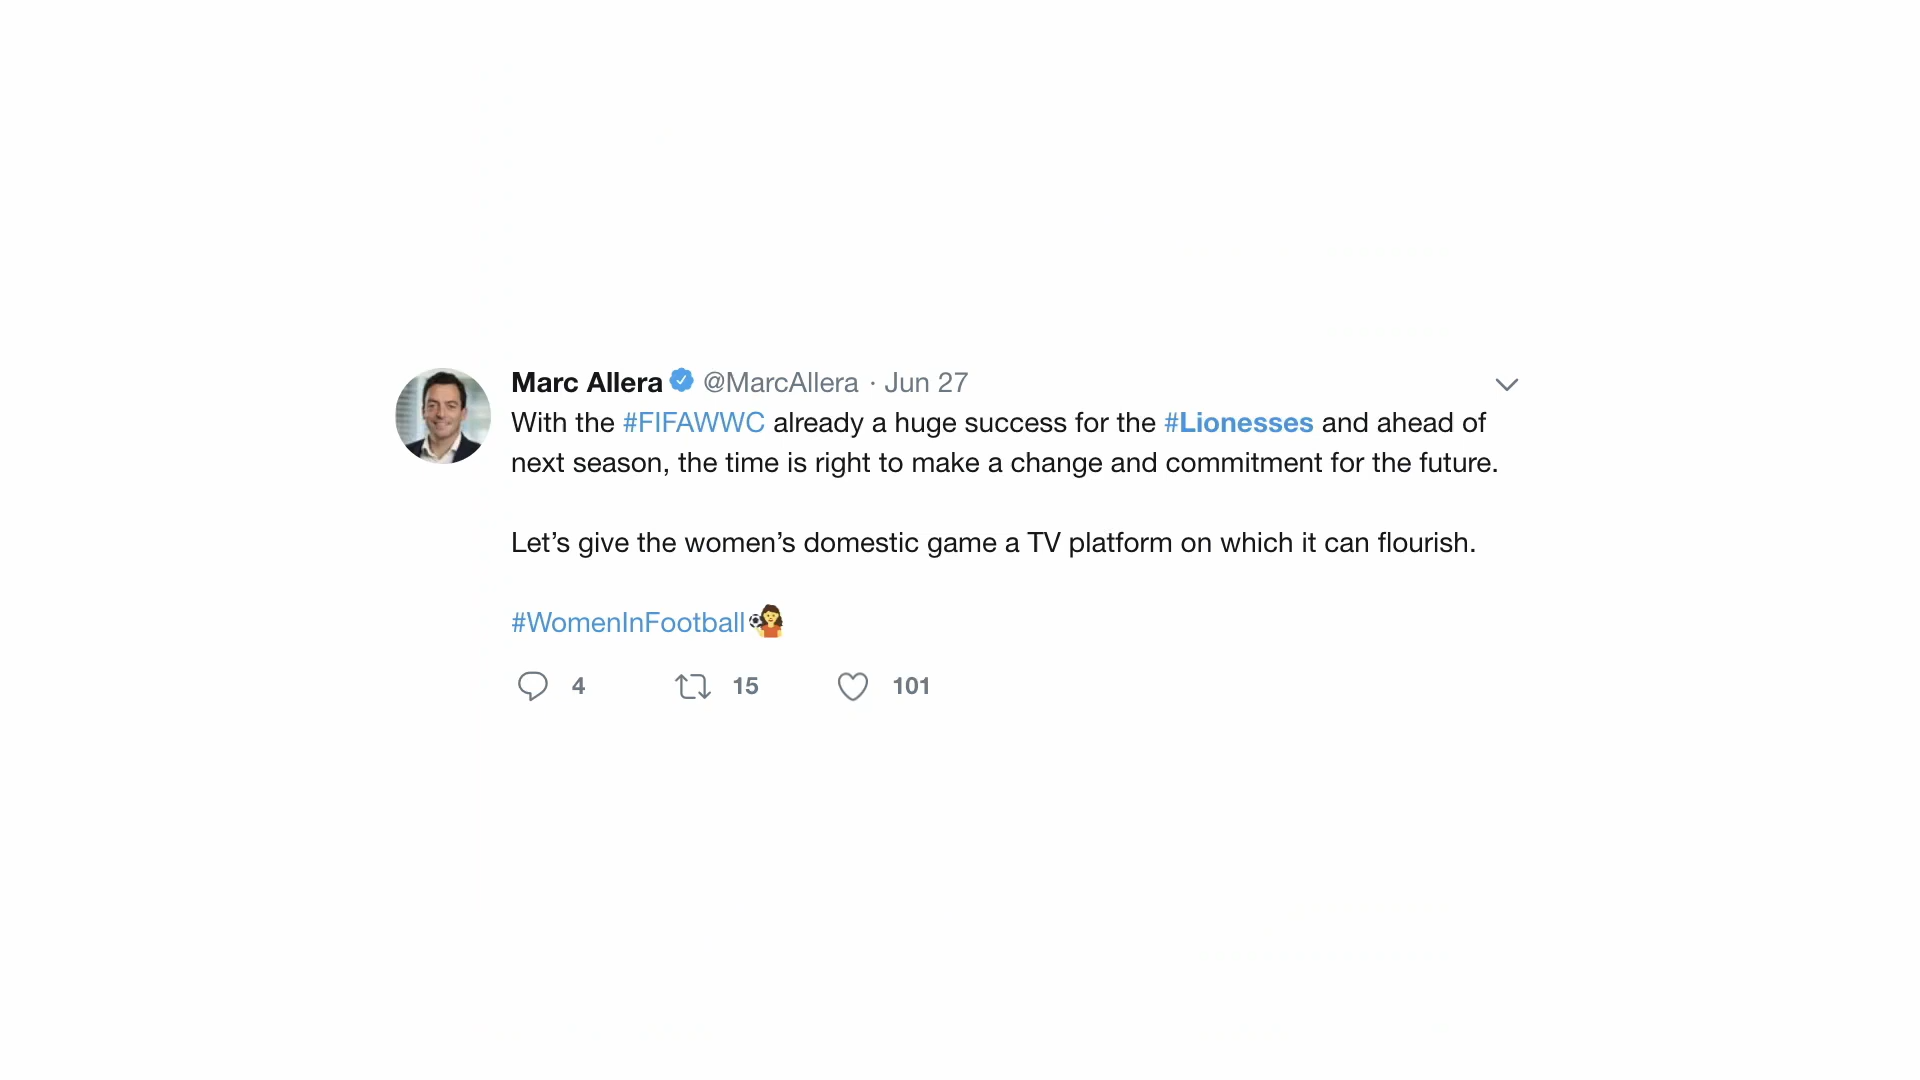 Marc Allera @MarcAllera · Jun 27
With the #FIFAWWC already a huge success for the #Lionesses and ahead of
next season, the time is right to make a change and commitment for the future.
Let’s give the women’s domestic game a TV platform on which it can flourish.
#WomenInFootball
4 15 101